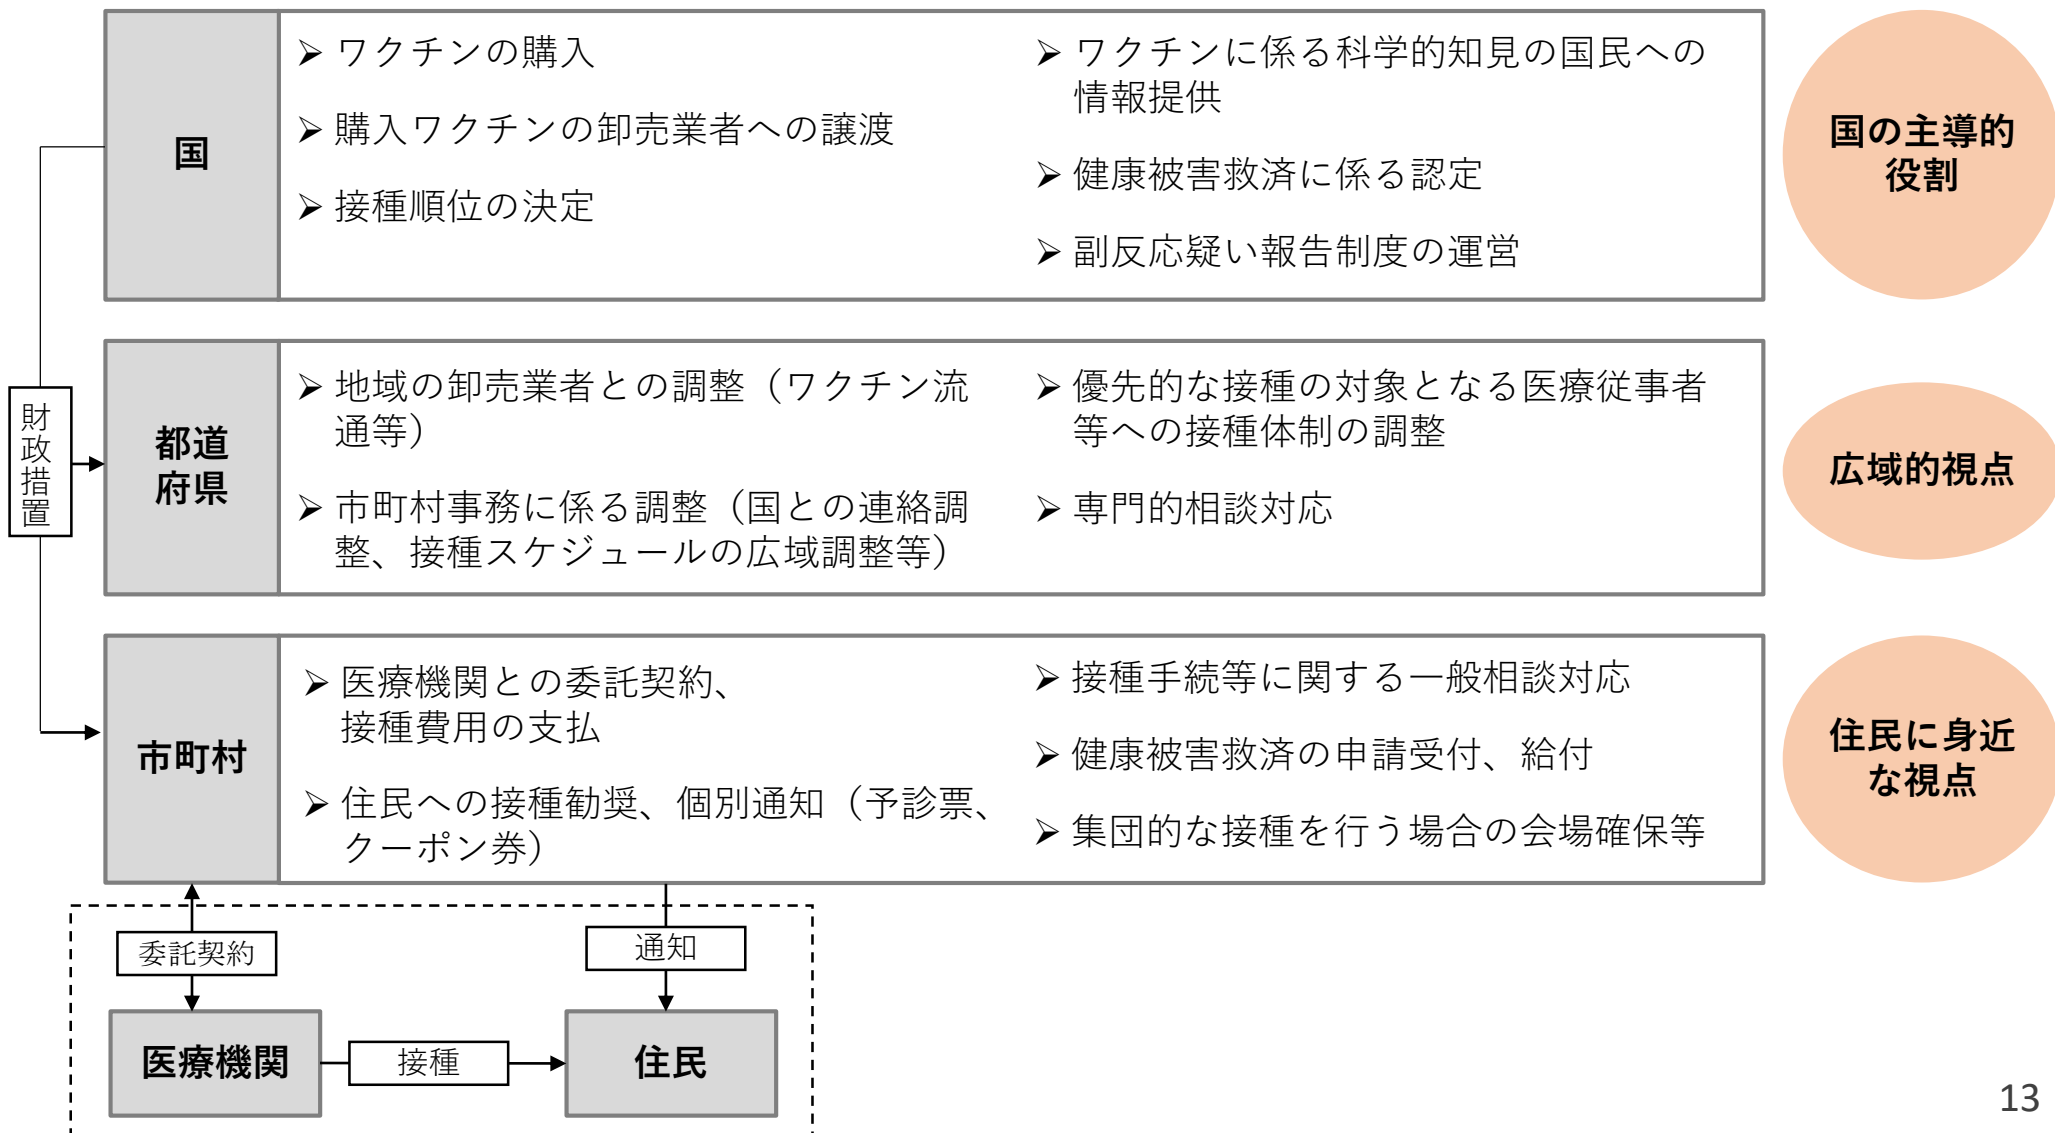 国
➢ ワクチンの購入
➢ 購入ワクチンの卸売業者への譲渡
➢ 接種順位の決定
➢ ワクチンに係る科学的知見の国民への
情報提供
➢ 健康被害救済に係る認定
➢ 副反応疑い報告制度の運営
国の主導的
役割
財政措置
都道
府県
➢ 地域の卸売業者との調整（ワクチン流
通等）
➢ 市町村事務に係る調整（国との連絡調
整、接種スケジュールの広域調整等）
➢ 優先的な接種の対象となる医療従事者
等への接種体制の調整
➢ 専門的相談対応
広域的視点
市町村
➢ 医療機関との委託契約、
接種費用の支払
➢ 住民への接種勧奨、個別通知（予診票、
クーポン券）
➢ 接種手続等に関する一般相談対応
➢ 健康被害救済の申請受付、給付
➢ 集団的な接種を行う場合の会場確保等
住民に身近
な視点
委託契約
通知
医療機関
接種
住民
13